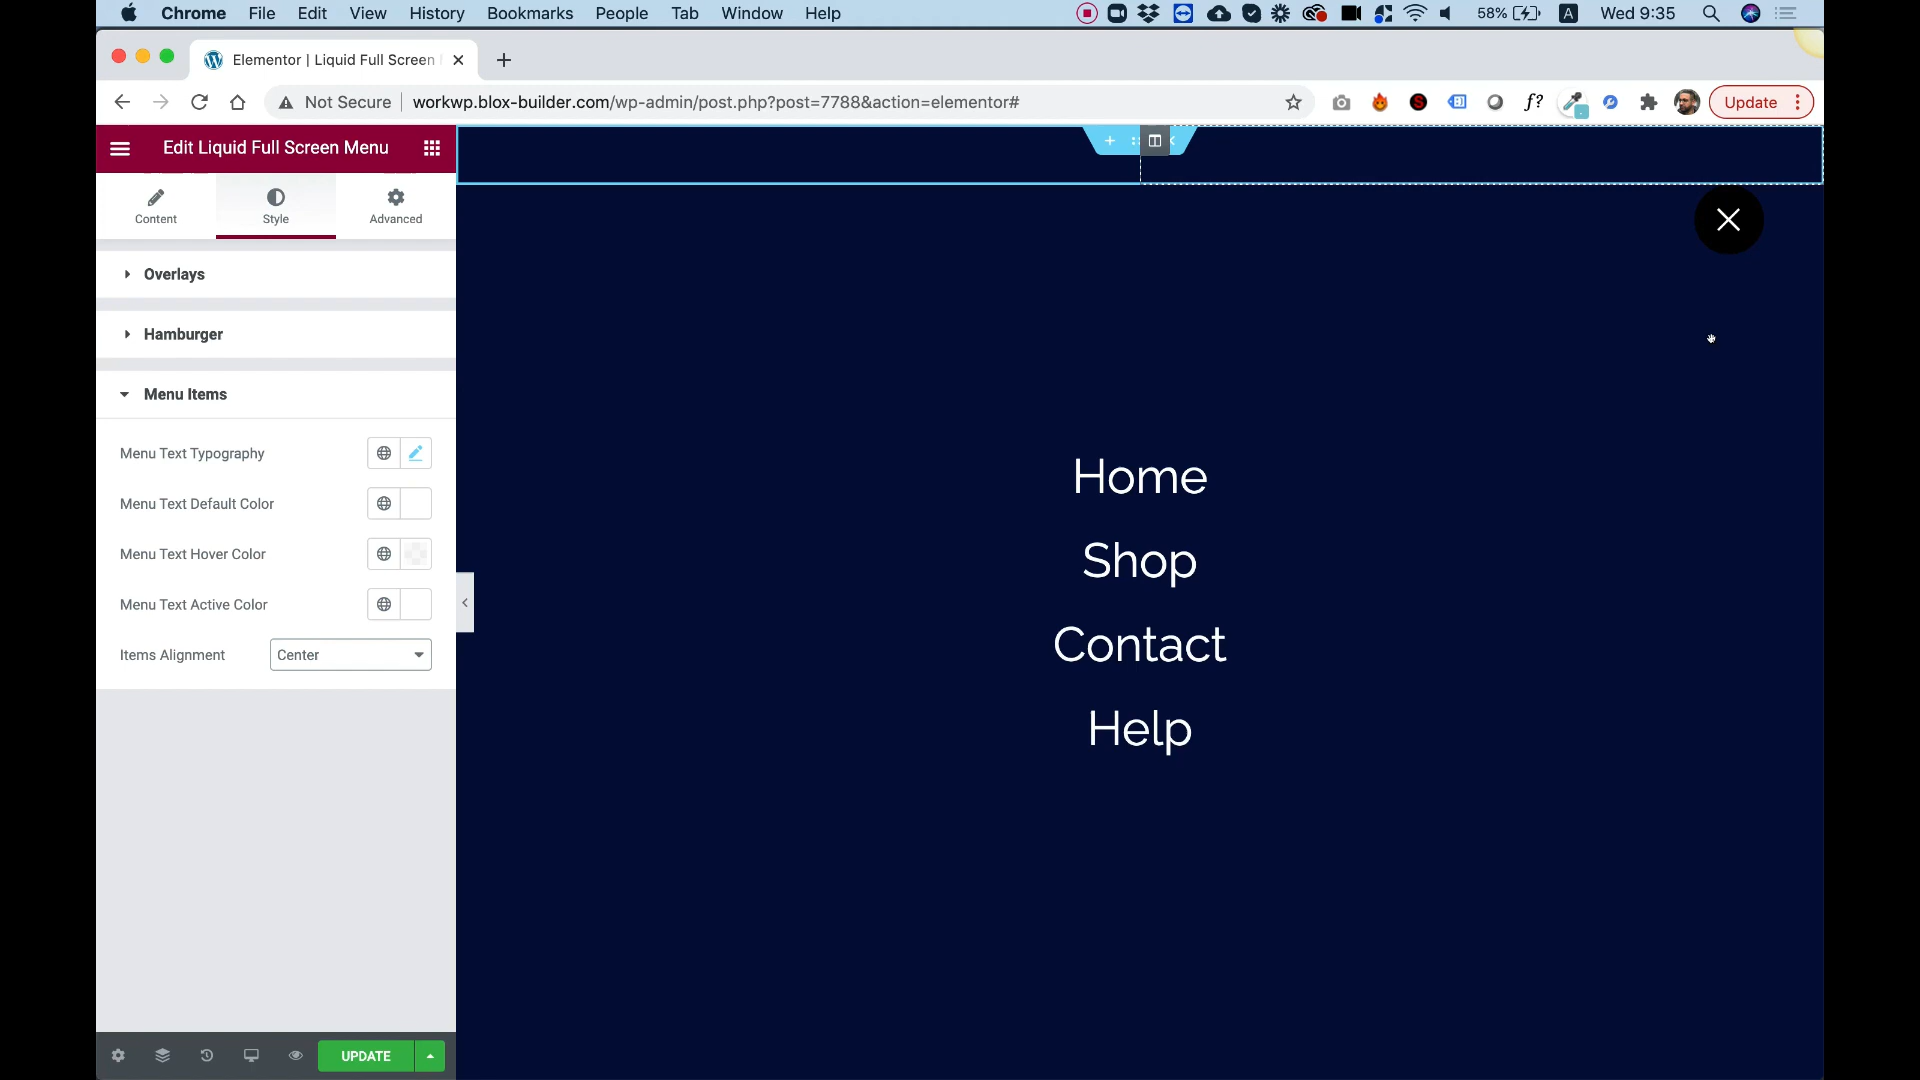 Chrome File Edit View History Bookmarks People Tab Window Help 58% A Wed 9:35
Elementor | Liquid Full Screen
Not Secure workwp.blox-builder.com/wp-admin/post.php?post=7788&action=elementor# S f? Update
Edit Liquid Full Screen Menu
Content Style Advanced
Overlays
Hamburger
Menu Items
Menu Text Typography
Menu Text Default Color
Menu Text Hover Color
Menu Text Active Color
Items Alignment Center
UPDATE
Home
Shop
Contact
Help